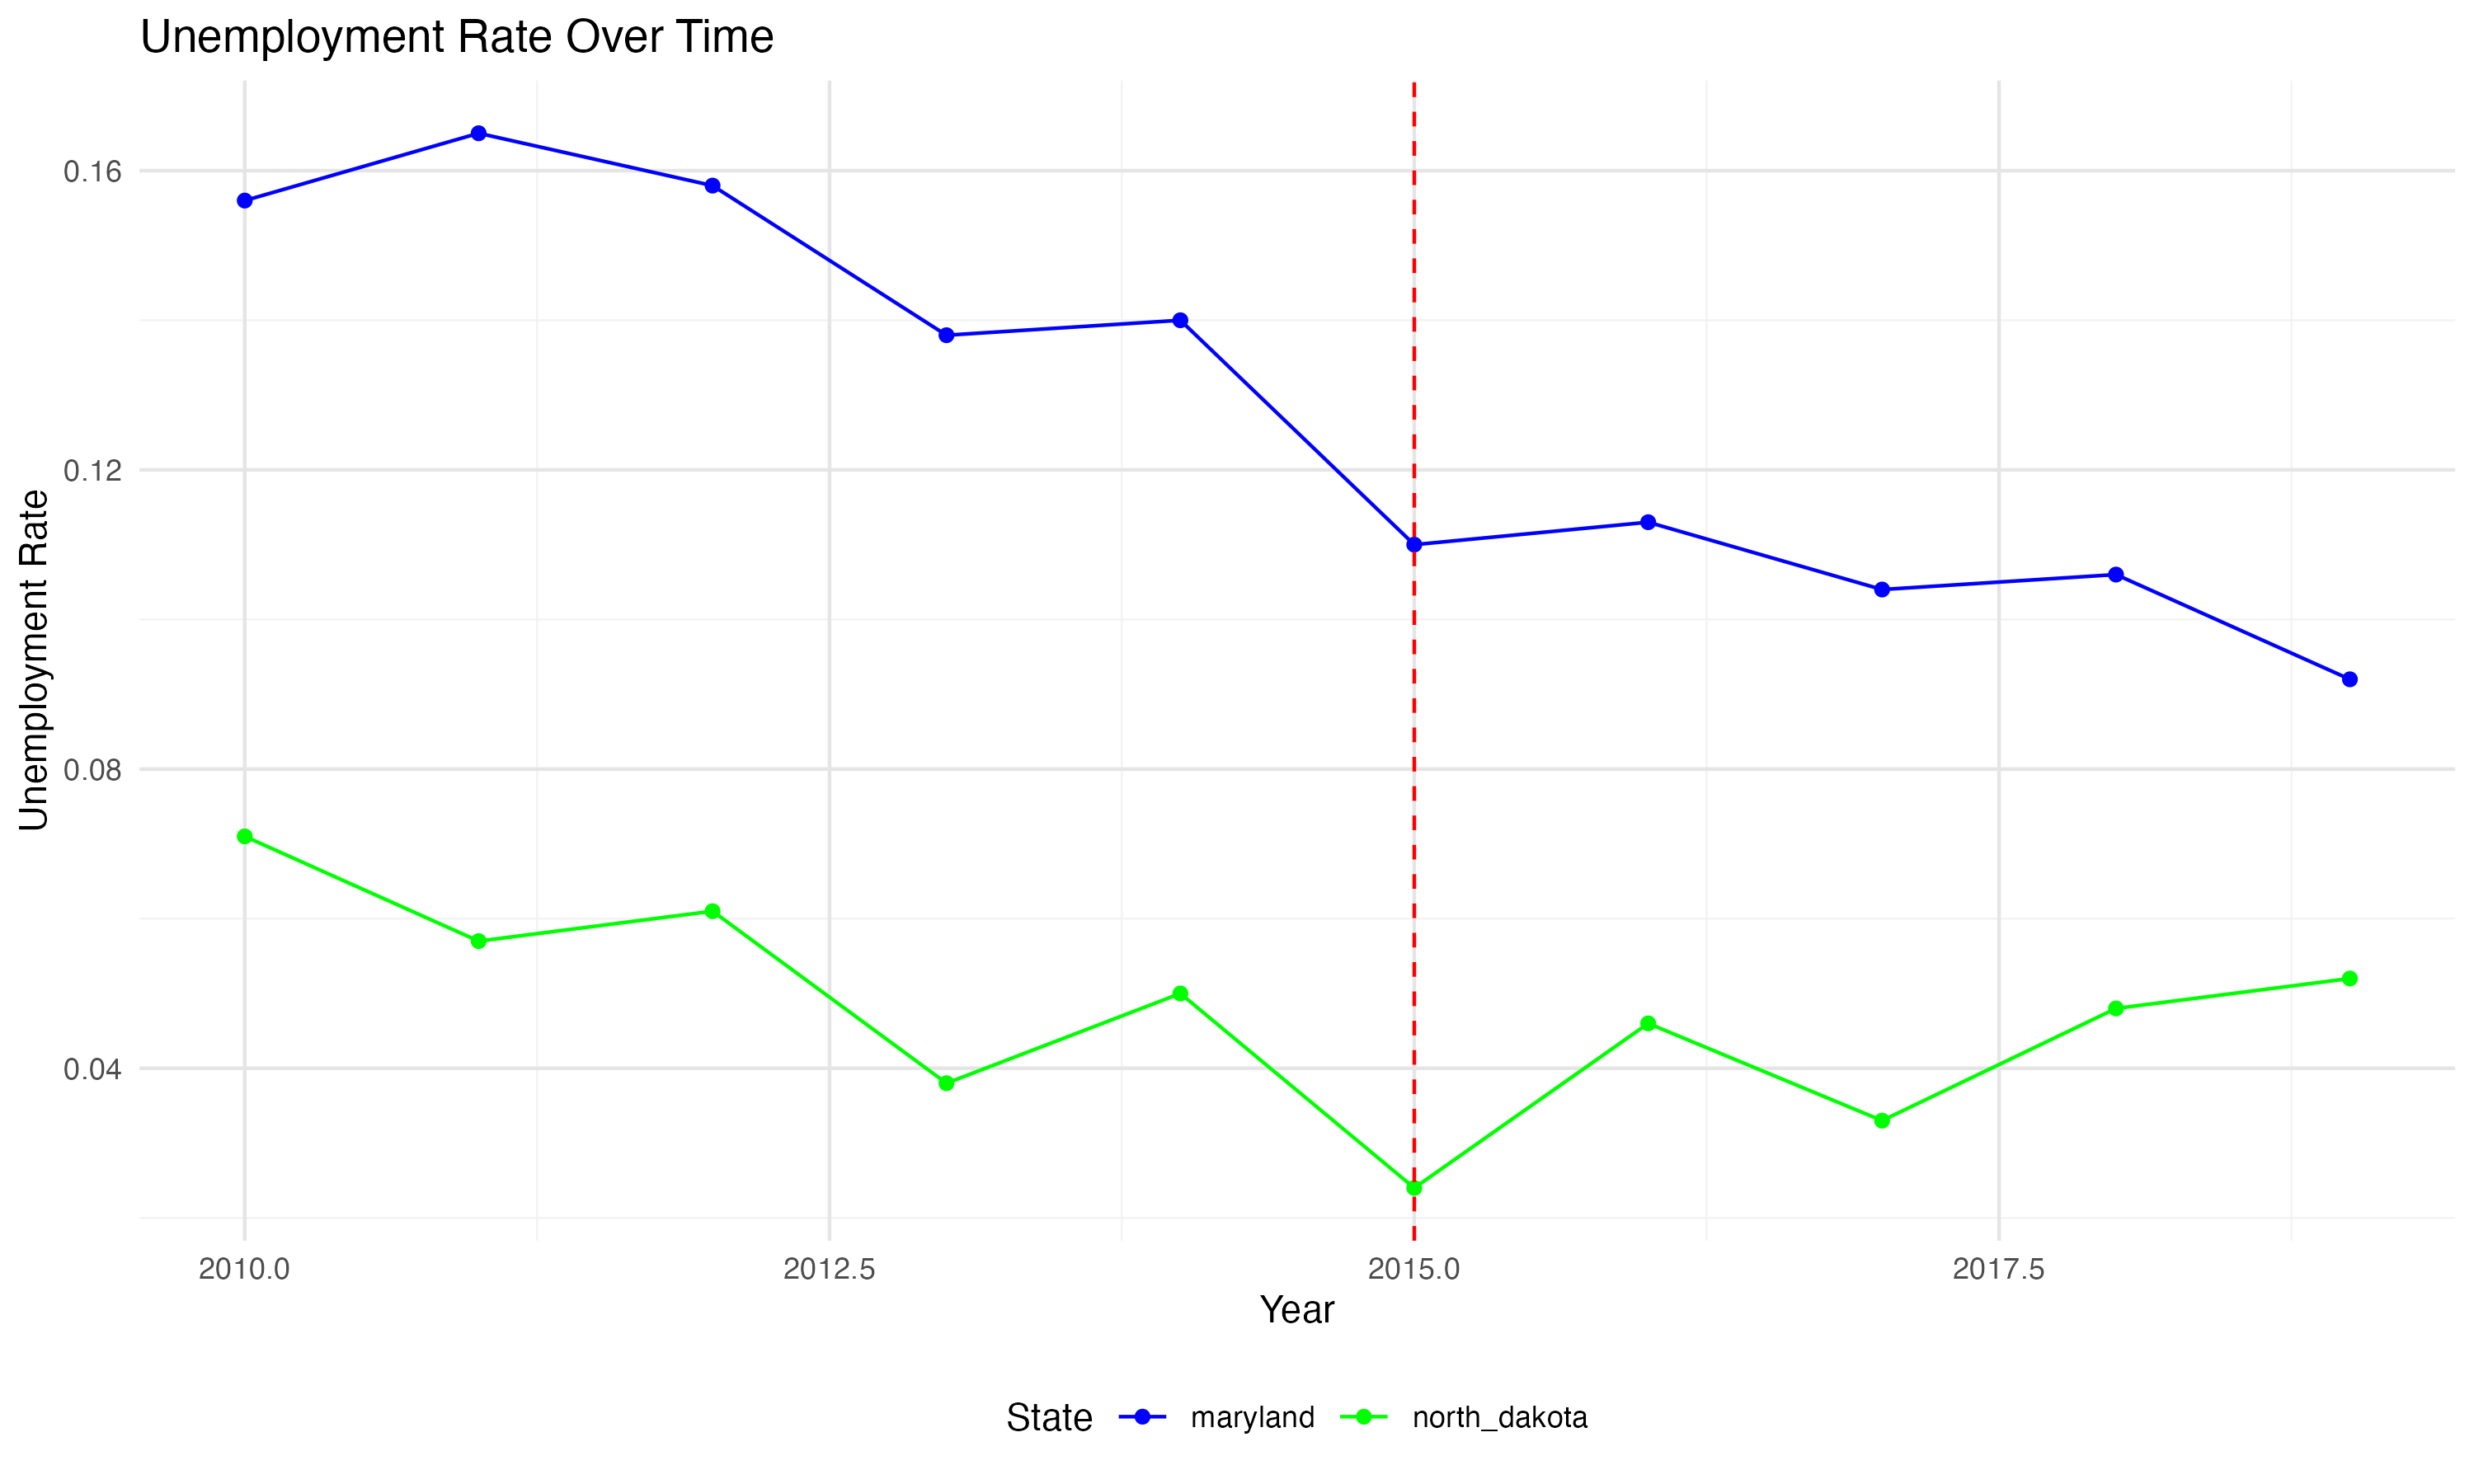 Unemployment Rate Over Time
Unemployment Rate
0.16
0.12
0.08
0.04
2010.0 2012.5 2015.0 2017.5
Year
State maryland north_dakota